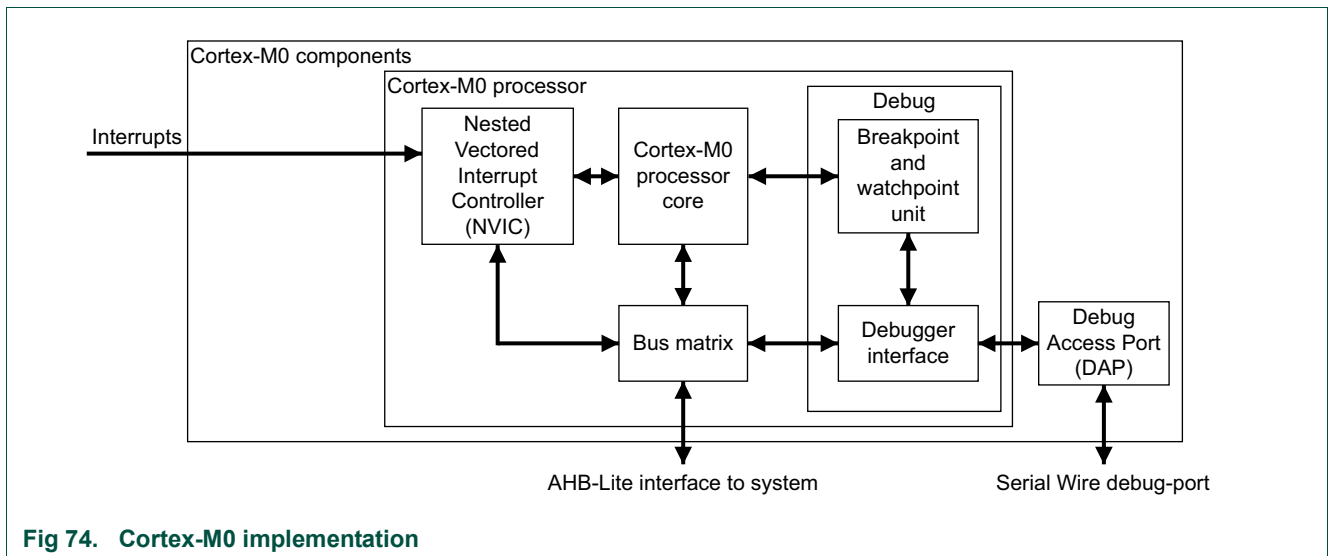 Cortex-M0 components
Cortex-M0 processor
Debug
Interrupts
Nested
Vectored
Interrupt
Controller
(NVIC)
Cortex-M0
processor
core
Breakpoint
and
watchpoint
unit
Bus matrix
Debugger
interface
Debug
Access Port
(DAP)
AHB-Lite interface to system
Serial Wire debug-port
Fig 74. Cortex-M0 implementation